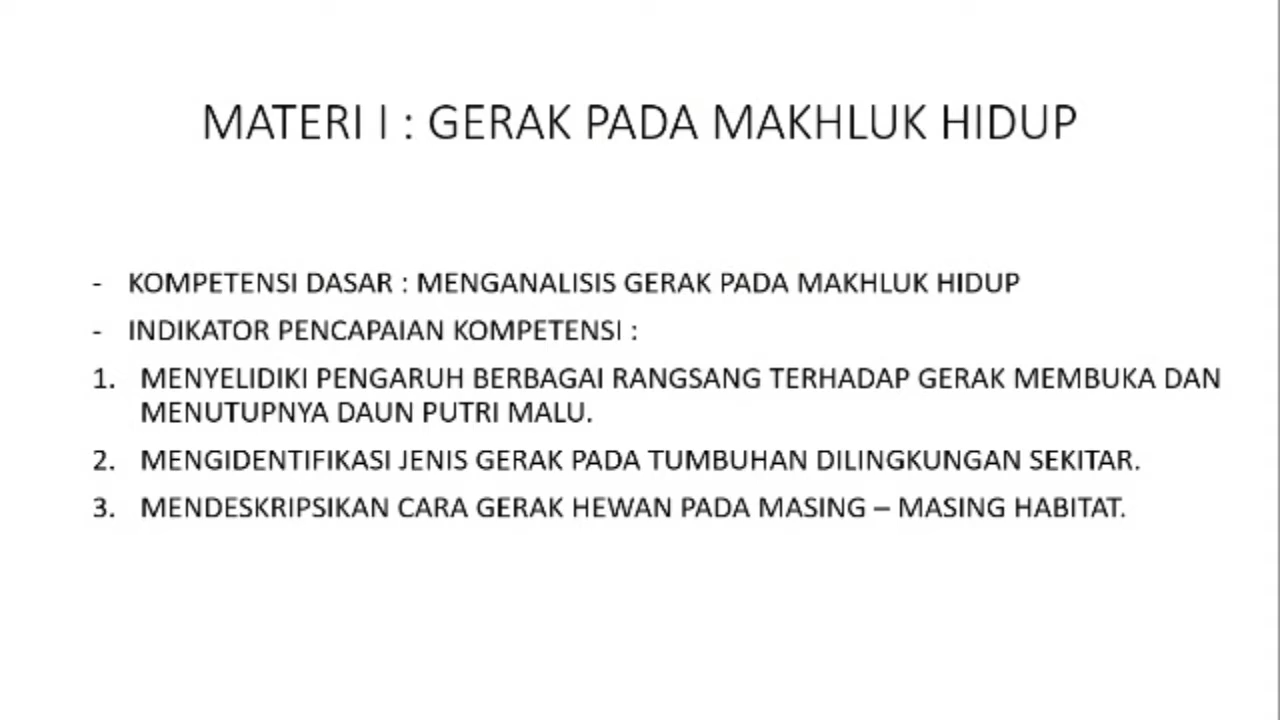 MATERI I : GERAK PADA MAKHLUK HIDUP
- KOMPETENSI DASAR : MENGANALISIS GERAK PADA MAKHLUK HIDUP
- INDIKATOR PENCAPAIAN KOMPETENSI :
1. MENYELIDIKI PENGARUH BERBAGAI RANGSANG TERHADAP GERAK MEMBUKA DAN
MENUTUPNYA DAUN PUTRI MALU.
2. MENGIDENTIFIKASI JENIS GERAK PADA TUMBUHAN DILINGKUNGAN SEKITAR.
3. MENDESKRIPSIKAN CARA GERAK HEWAN PADA MASING – MASING HABITAT.